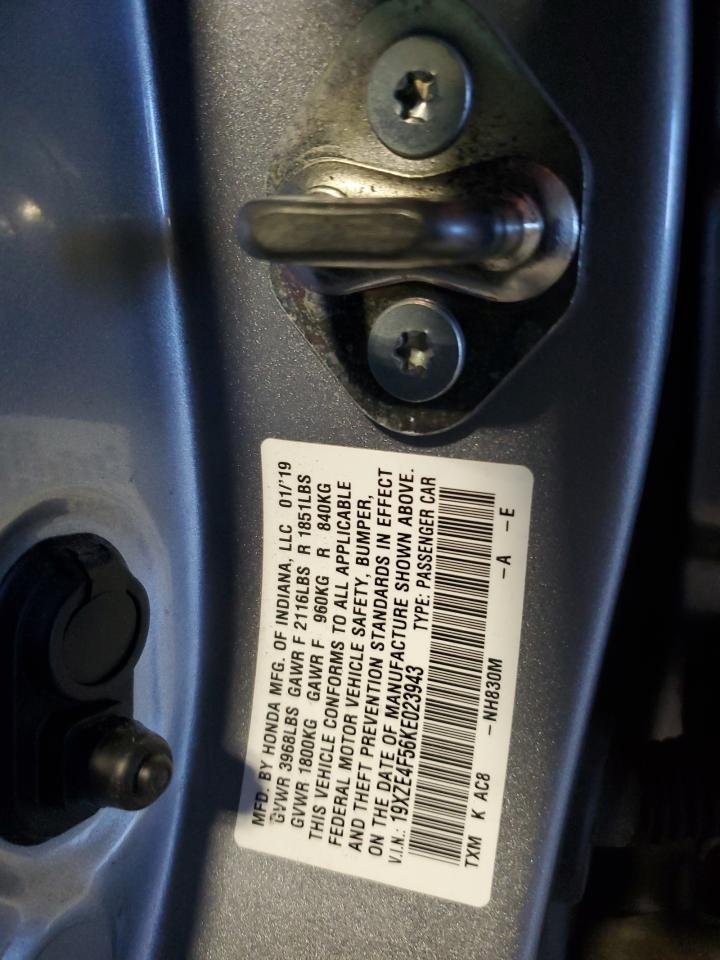 MFD. BY HONDA MFG. OF INDIANA, LLC 01/'19
GVWR 3968LBS GAWR F 2116LBS R 1851LBS
GVWR 1800KG GAWR F 960KG R 840KG
THIS VEHICLE CONFORMS TO ALL APPLICABLE
FEDERAL MOTOR VEHICLE SAFETY, BUMPER,
AND THEFT PREVENTION STANDARDS IN EFFECT
ON THE DATE OF MANUFACTURE SHOWN ABOVE.
V.I.N.: 19XZE4F56KE023943 TYPE: PASSENGER CAR
TXM K AC8 -NH830M -A -E